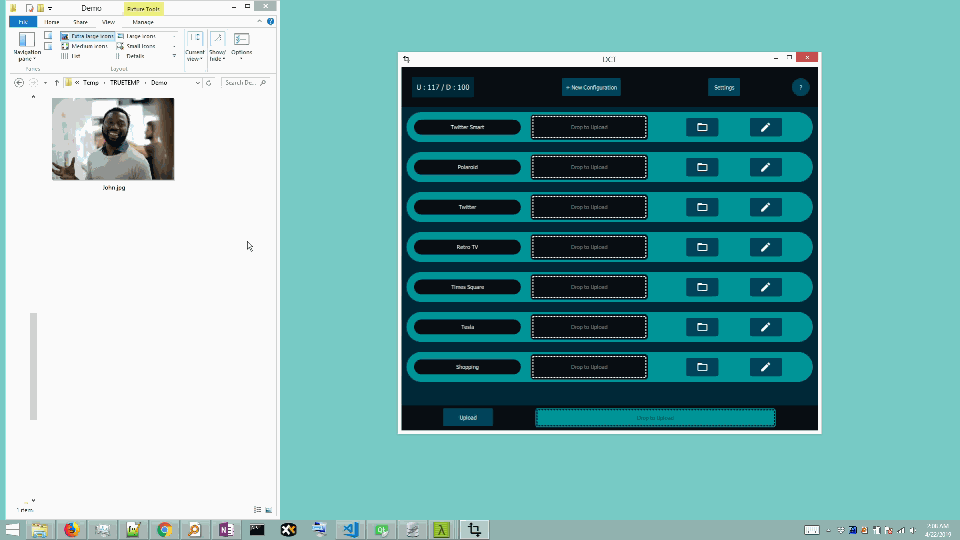 Demo
Picture Tools
File
Home
Share
View
Manage
Navigation pane
Extra large icons
Large icons
Medium icons
Small icons
List
Details
Panes
Layout
Current view
Show/ hide
Options
« Temp › TRUETEMP › Demo
Search De...
John.jpg
1 item
DCT
U : 117 / D : 100
+ New Configuration
Settings
?
Twitter Smart
Drop to Upload
Polaroid
Drop to Upload
Twitter
Drop to Upload
Retro TV
Drop to Upload
Times Square
Drop to Upload
Tesla
Drop to Upload
Shopping
Drop to Upload
Upload
Drop to Upload
4/22/2019